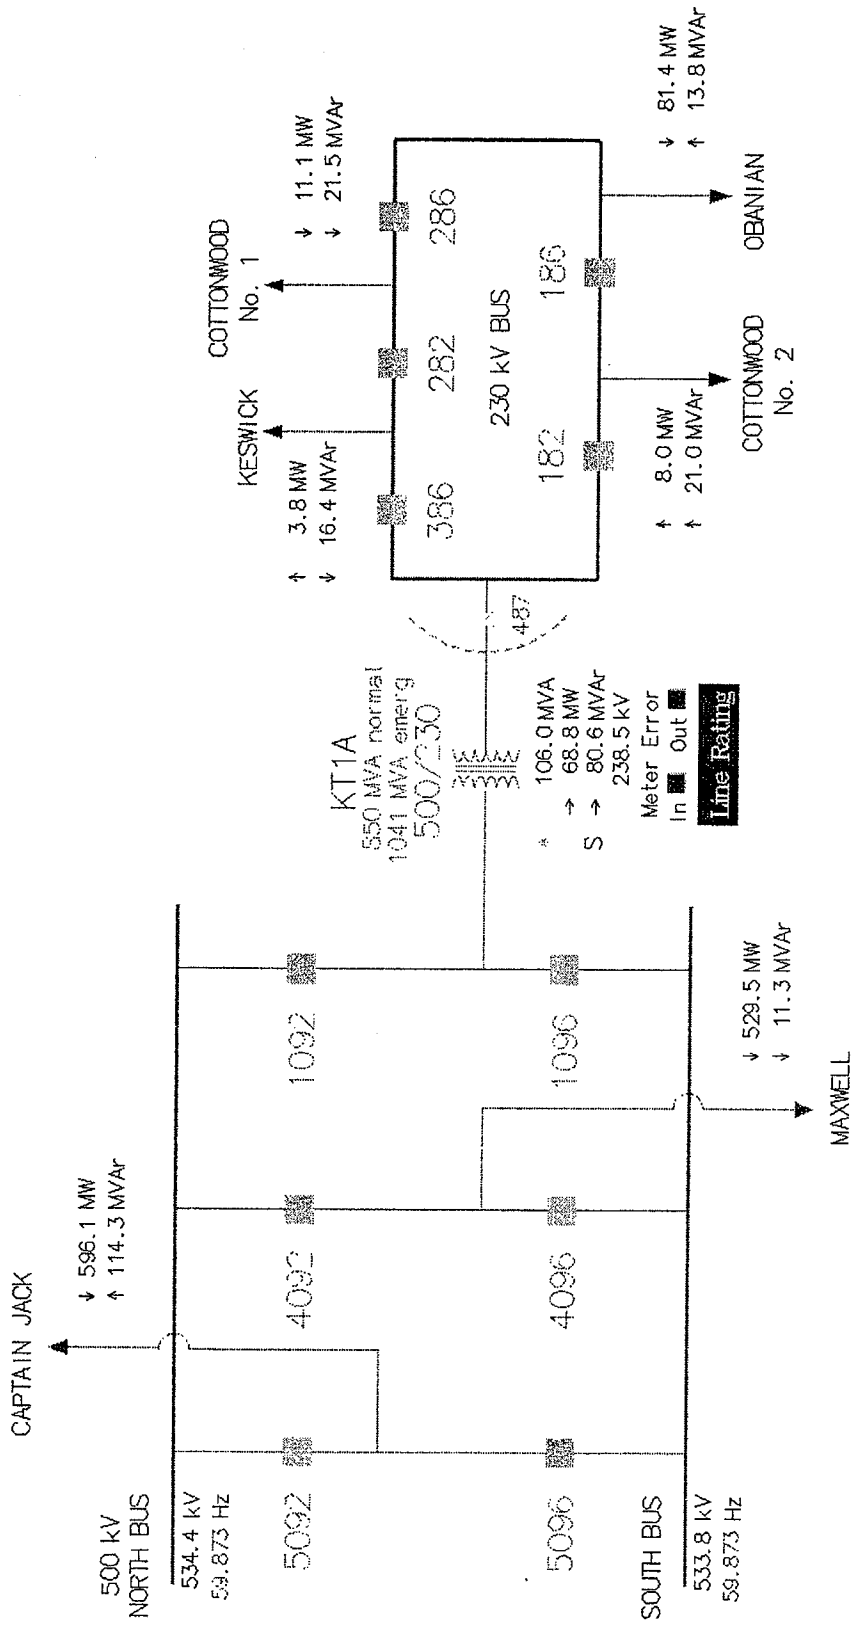 CAPTAIN JACK
↓ 596.1 MW
↑ 114.3 MVAr
500 kV
NORTH BUS
534.4 kV
59.873 Hz
5092
4092
1092
5096
4096
1096
SOUTH BUS
533.8 kV
59.873 Hz
↓ 529.5 MW
↓ 11.3 MVAr
MAXWELL
KT1A
850 MVA normal
1041 MVA emerg
500/230
* 106.0 MVA
→ 68.8 MW
S → 80.6 MVAr
238.5 kV
Meter Error
In Out
Line Rating
487
COTTONWOOD
No. 1
↓ 11.1 MW
↓ 21.5 MVAr
KESWICK
↑ 3.8 MW
↓ 16.4 MVAr
386
282
286
230 kV BUS
182
186
↑ 8.0 MW
↑ 21.0 MVAr
COTTONWOOD
No. 2
↓ 81.4 MW
↑ 13.8 MVAr
OBANIAN